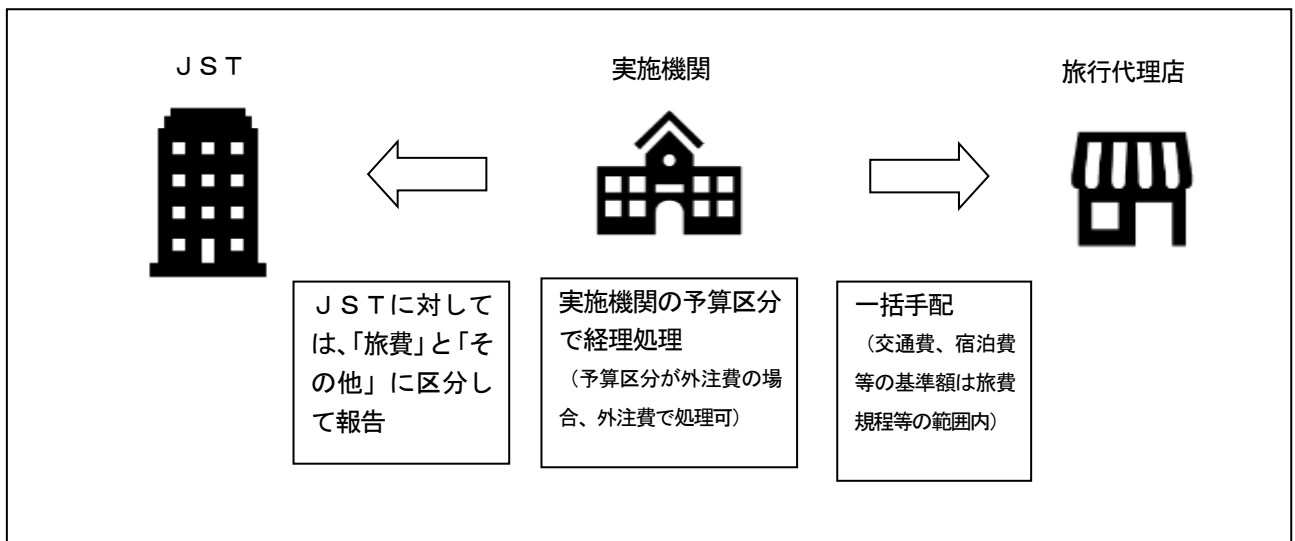 JST
実施機関
旅行代理店
JSTに対して
は、「旅費」と「そ
の他」に区分し
て報告
実施機関の予算区分
で経理処理
(予算区分が外注費の場
合、外注費で処理可)
一括手配
(交通費、宿泊費
等の基準額は旅費
規程等の範囲内)